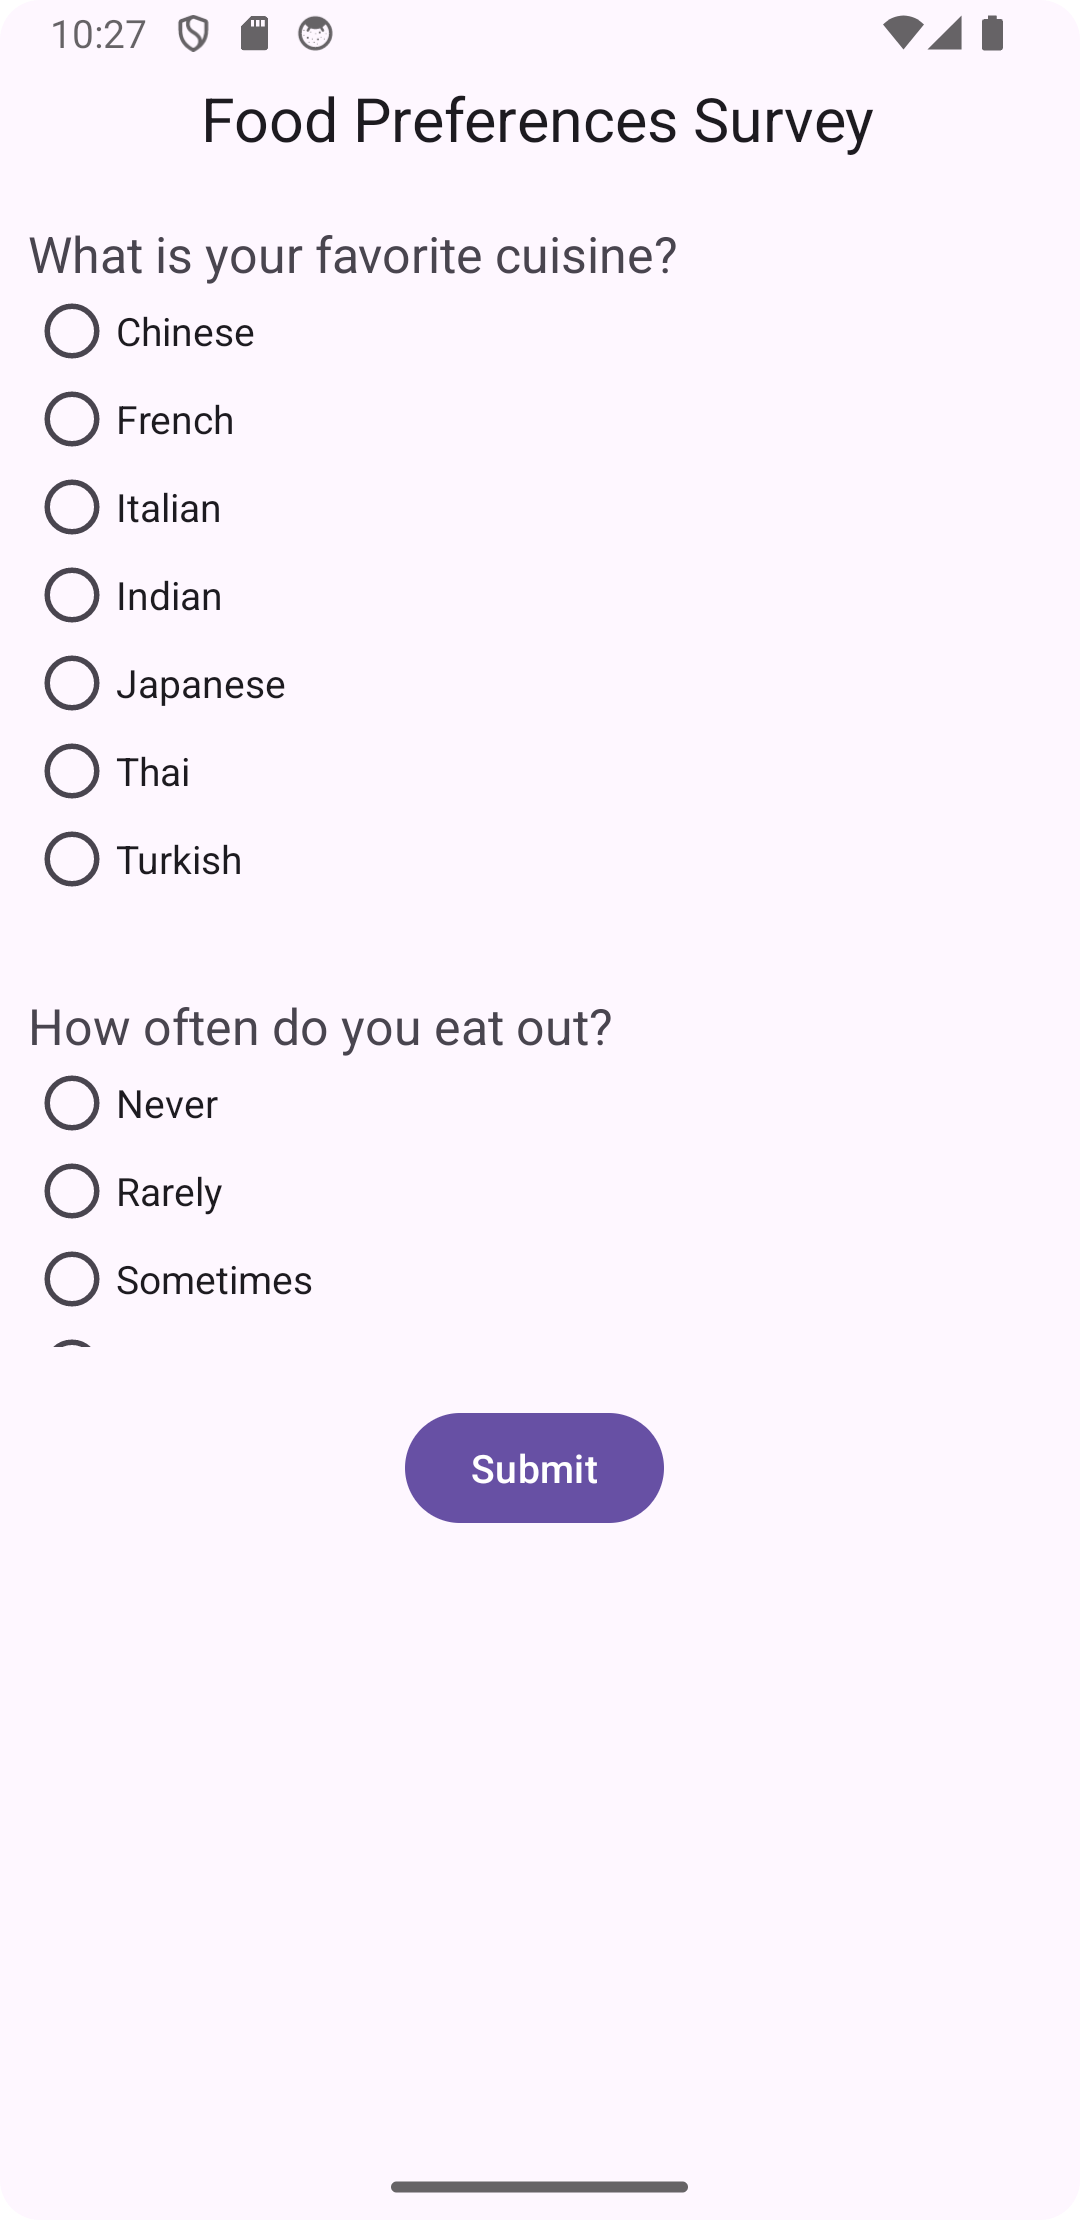 10:27
Food Preferences Survey
What is your favorite cuisine?
Chinese
French
Italian
Indian
Japanese
Thai
Turkish
How often do you eat out?
Never
Rarely
Sometimes
Submit